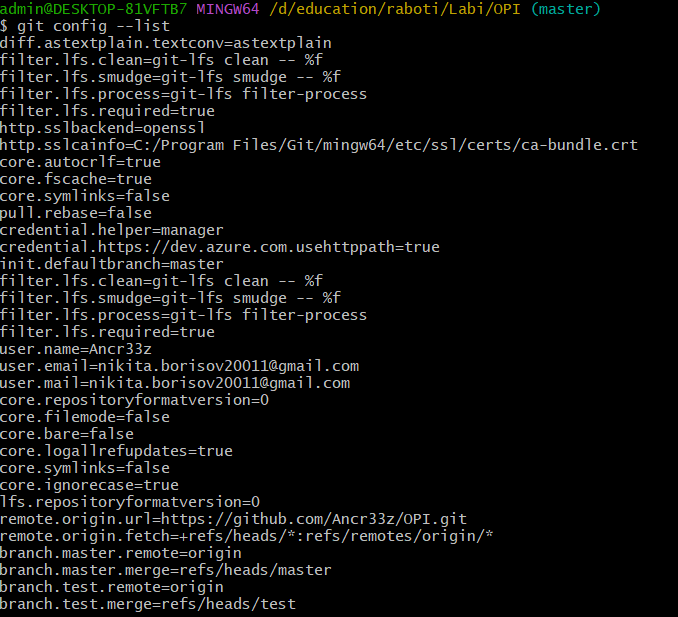 admin@DESKTOP-81VFTB7 MINGW64 /d/education/raboti/Labi/OPI (master)
$ git config --list
diff.astextplain.textconv=astextplain
filter.lfs.clean=git-lfs clean -- %f
filter.lfs.smudge=git-lfs smudge -- %f
filter.lfs.process=git-lfs filter-process
filter.lfs.required=true
http.sslbackend=openssl
http.sslcainfo=C:/Program Files/Git/mingw64/etc/ssl/certs/ca-bundle.crt
core.autocrlf=true
core.fscache=true
core.symlinks=false
pull.rebase=false
credential.helper=manager
credential.https://dev.azure.com.usehttppath=true
init.defaultbranch=master
filter.lfs.clean=git-lfs clean -- %f
filter.lfs.smudge=git-lfs smudge -- %f
filter.lfs.process=git-lfs filter-process
filter.lfs.required=true
user.name=Ancr33z
user.email=nikita.borisov20011@gmail.com
user.mail=nikita.borisov20011@gmail.com
core.repositoryformatversion=0
core.filemode=false
core.bare=false
core.logallrefupdates=true
core.symlinks=false
core.ignorecase=true
lfs.repositoryformatversion=0
remote.origin.url=https://github.com/Ancr33z/OPI.git
remote.origin.fetch=+refs/heads/*:refs/remotes/origin/*
branch.master.remote=origin
branch.master.merge=refs/heads/master
branch.test.remote=origin
branch.test.merge=refs/heads/test